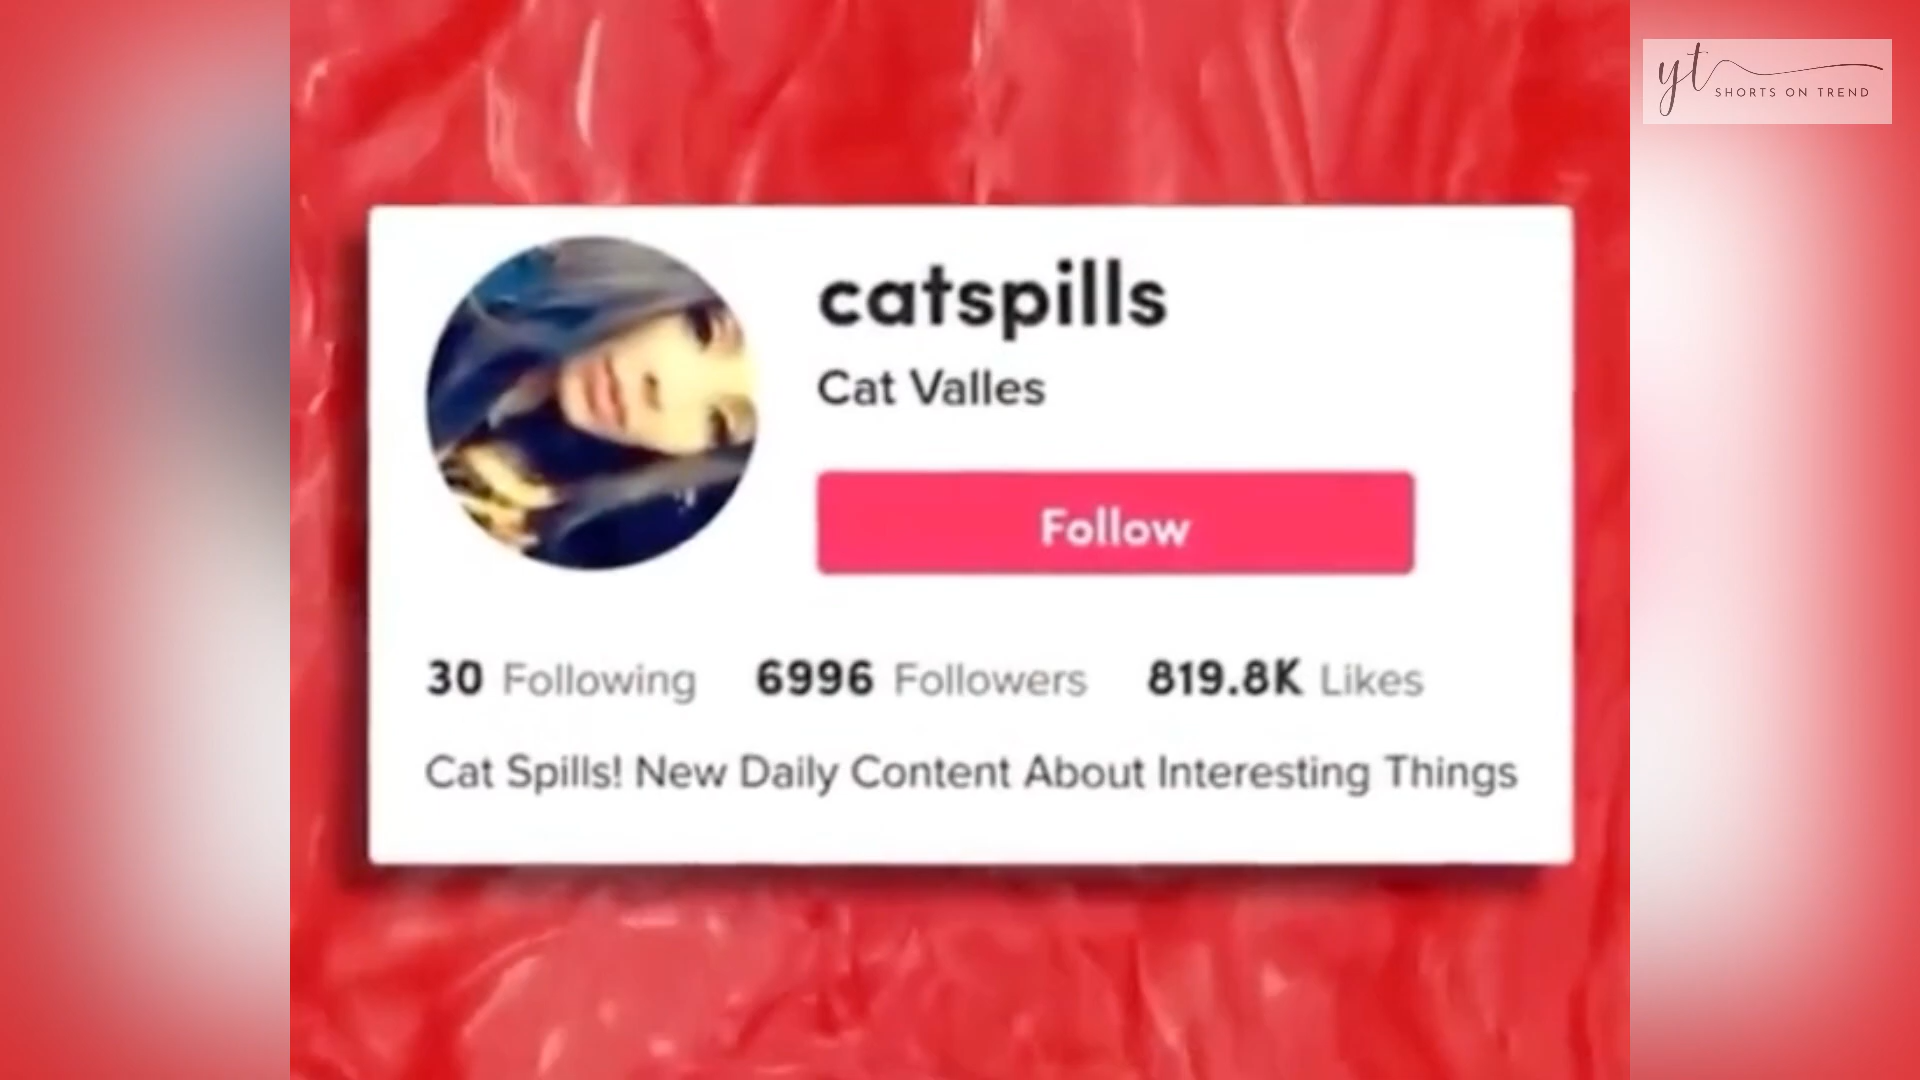 yt
SHORTS ON TREND
catspills
Cat Valles
Follow
30 Following 6996 Followers 819.8K Likes
Cat Spills! New Daily Content About Interesting Things